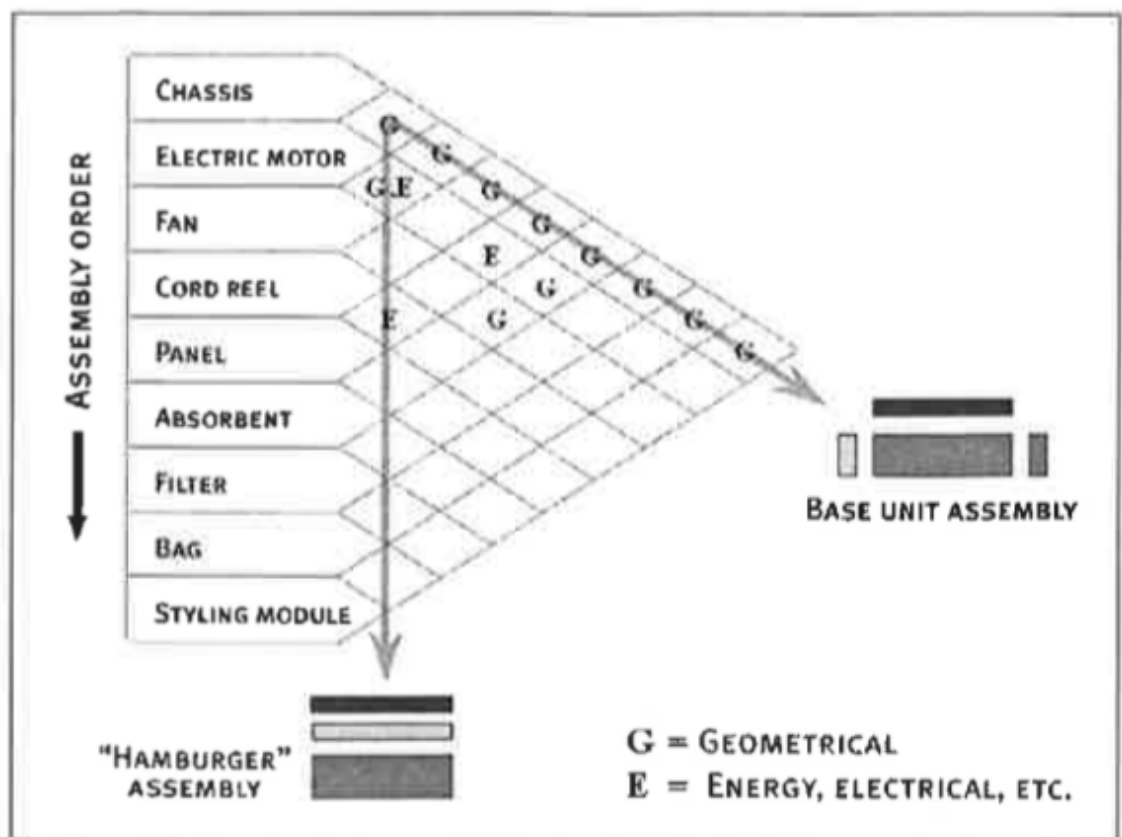 CHASSIS
ELECTRIC MOTOR
FAN
CORD REEL
PANEL
ABSORBENT
FILTER
BAG
STYLING MODULE
ASSEMBLY ORDER
G
G
G.E
G
G
E
G
G
G
E
G
G
G
BASE UNIT ASSEMBLY
"HAMBURGER"
ASSEMBLY
G = GEOMETRICAL
E = ENERGY, ELECTRICAL, ETC.